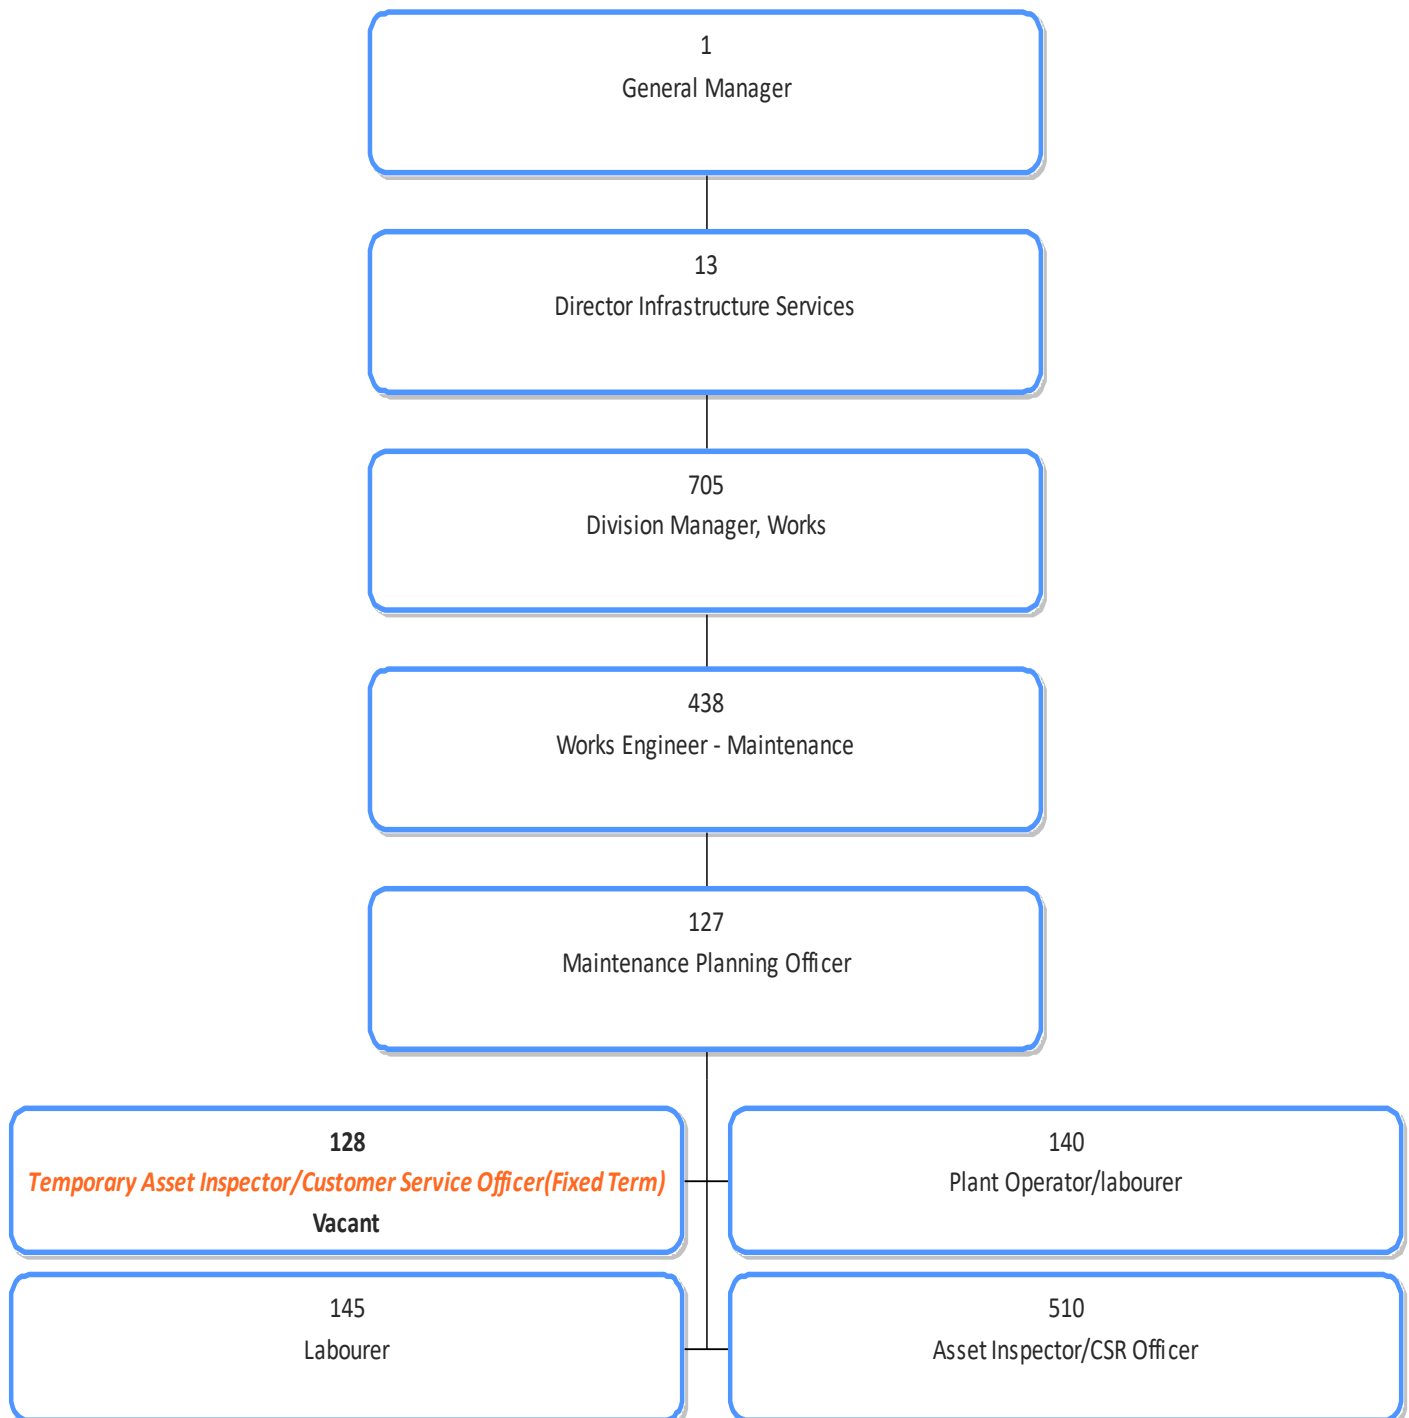 1
General Manager
13
Director Infrastructure Services
705
Division Manager, Works
438
Works Engineer - Maintenance
127
Maintenance Planning Officer
128
Temporary Asset Inspector/Customer Service Officer(Fixed Term)
Vacant
140
Plant Operator/labourer
145
Labourer
510
Asset Inspector/CSR Officer